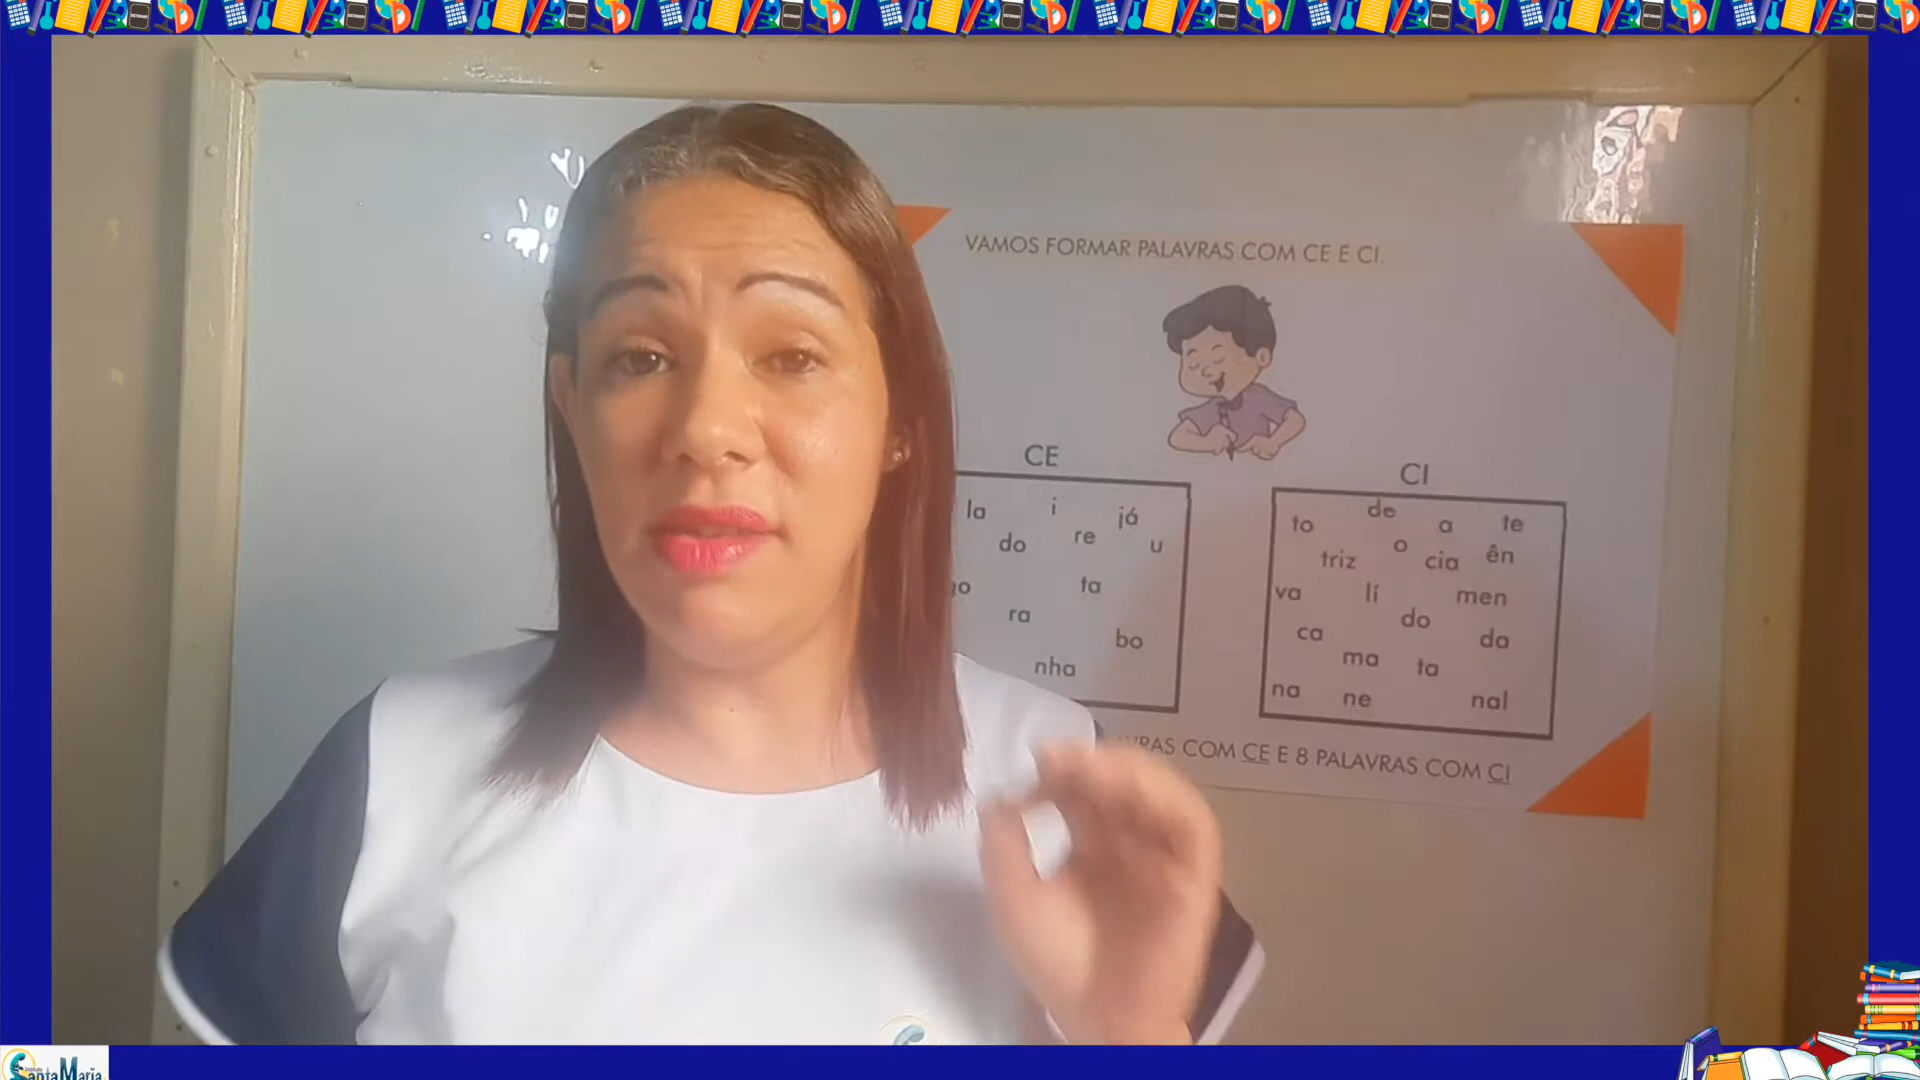 VAMOS FORMAR PALAVRAS COM CE E CI.
CE
la i já
do re u
ta
ra
bo
nha
CI
to de a te
triz o cia ên
va lí men
ca do da
ma ta
na ne nal
COM CE E 8 PALAVRAS COM CI
Santa Maria